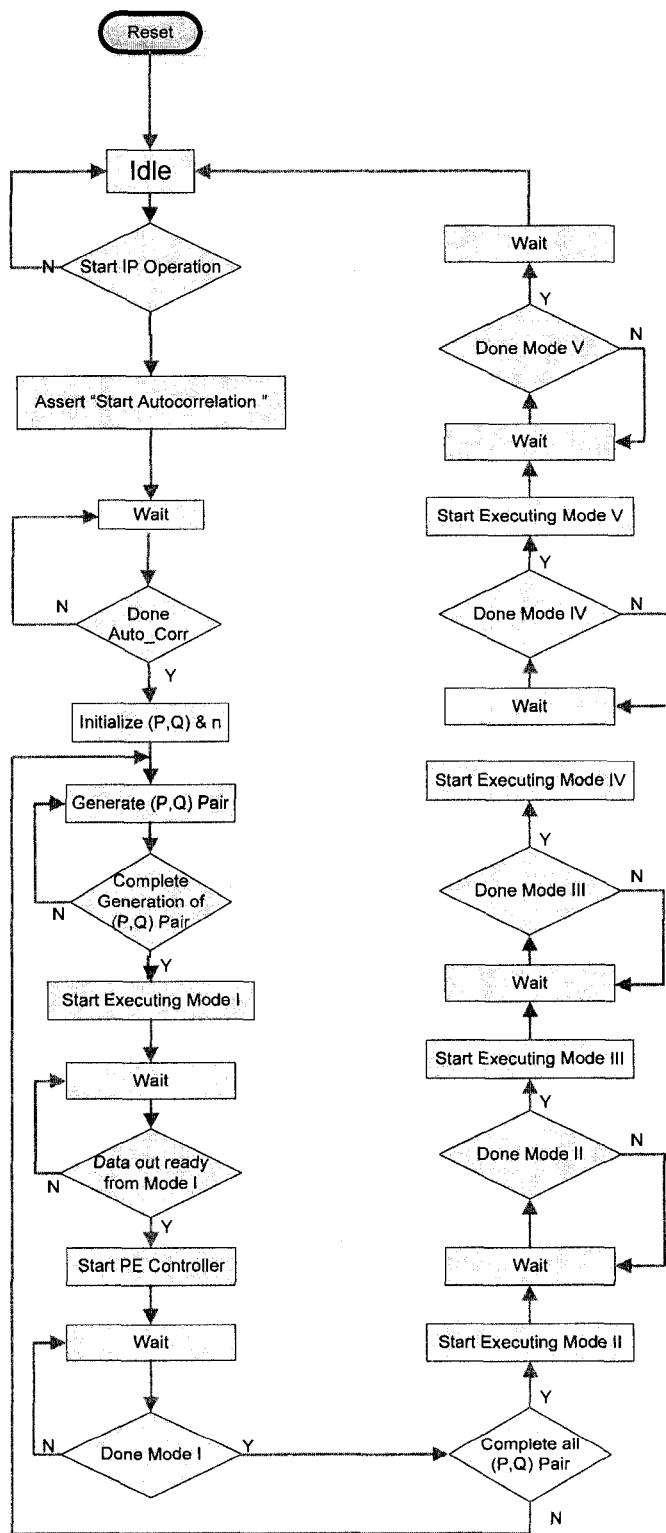 Reset
Idle
Start IP Operation
N
Assert "Start Autocorrelation "
Wait
N
Done
Auto_Corr
Y
Initialize (P,Q) & n
Generate (P,Q) Pair
Complete
Generation of
(P,Q) Pair
N
Y
Start Executing Mode I
Wait
Data out ready
from Mode I
N
Y
Start PE Controller
Wait
N
Done Mode I
Y
Complete all
(P,Q) Pair
N
Y
Start Executing Mode II
Wait
Done Mode II
N
Y
Start Executing Mode III
Wait
Done Mode III
N
Y
Start Executing Mode IV
Wait
Done Mode IV
N
Y
Start Executing Mode V
Wait
Done Mode V
N
Y
Wait